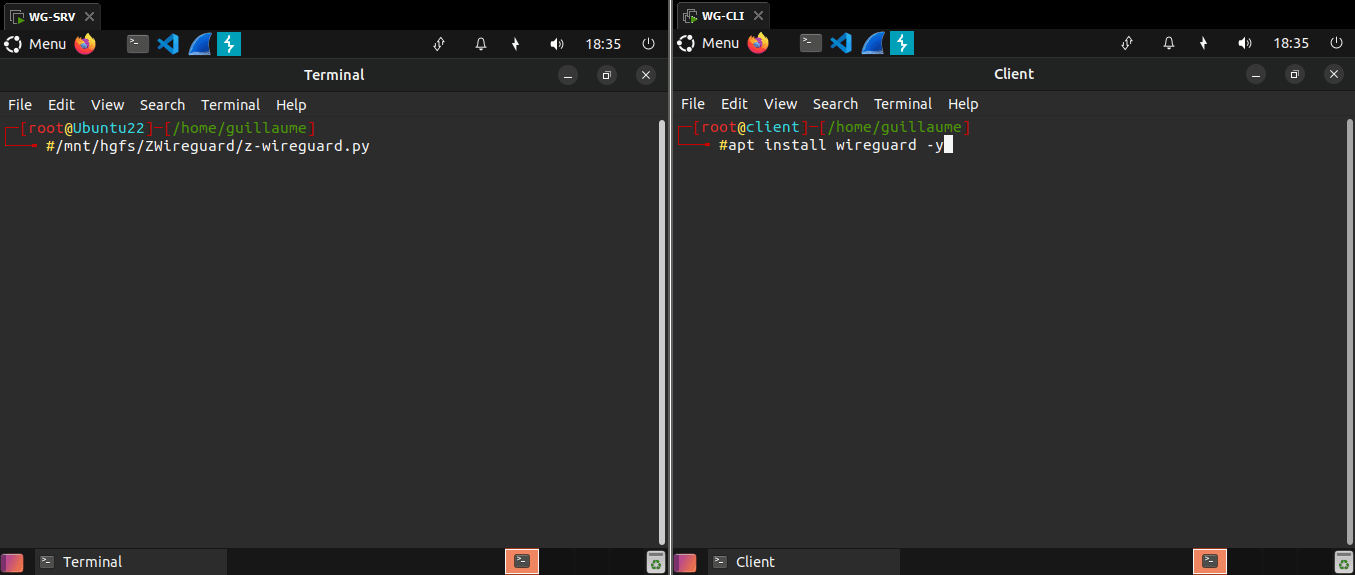 WG-SRV
Menu
18:35
Terminal
File Edit View Search Terminal Help
[root@Ubuntu22]-[/home/guillaume]
#/mnt/hgfs/ZWireguard/z-wireguard.py
Terminal
WG-CLI
Menu
18:35
Client
File Edit View Search Terminal Help
[root@client]-[/home/guillaume]
#apt install wireguard -y
Client